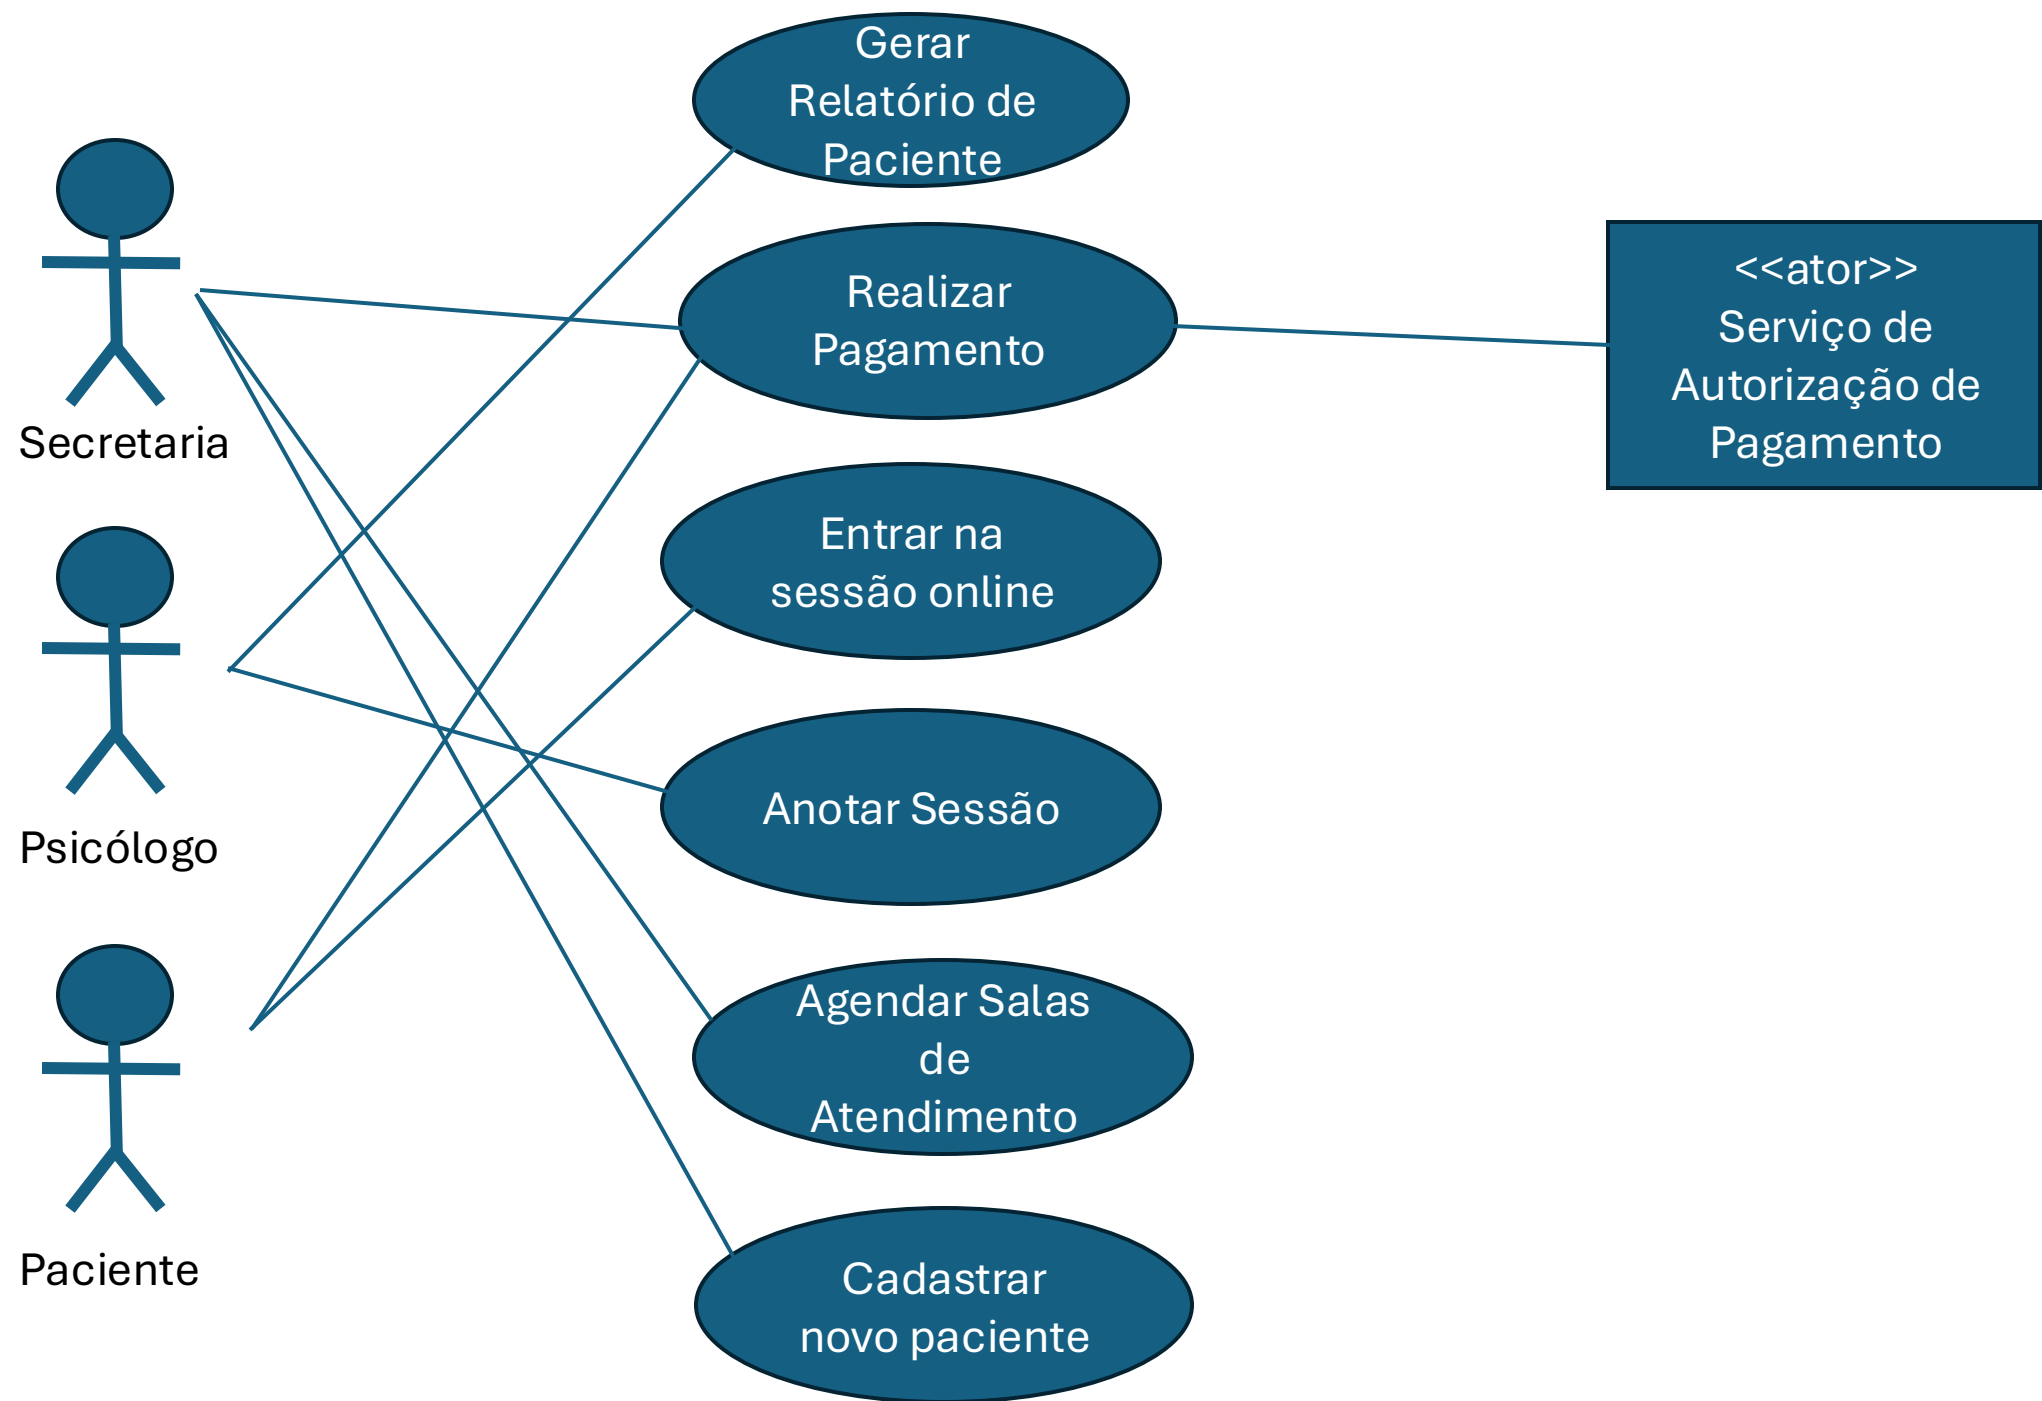 Gerar
Relatório de
Paciente
Realizar
Pagamento
<<ator>>
Serviço de
Autorização de
Pagamento
Secretaria
Entrar na
sessão online
Psicólogo
Anotar Sessão
Agendar Salas
de
Atendimento
Paciente
Cadastrar
novo paciente